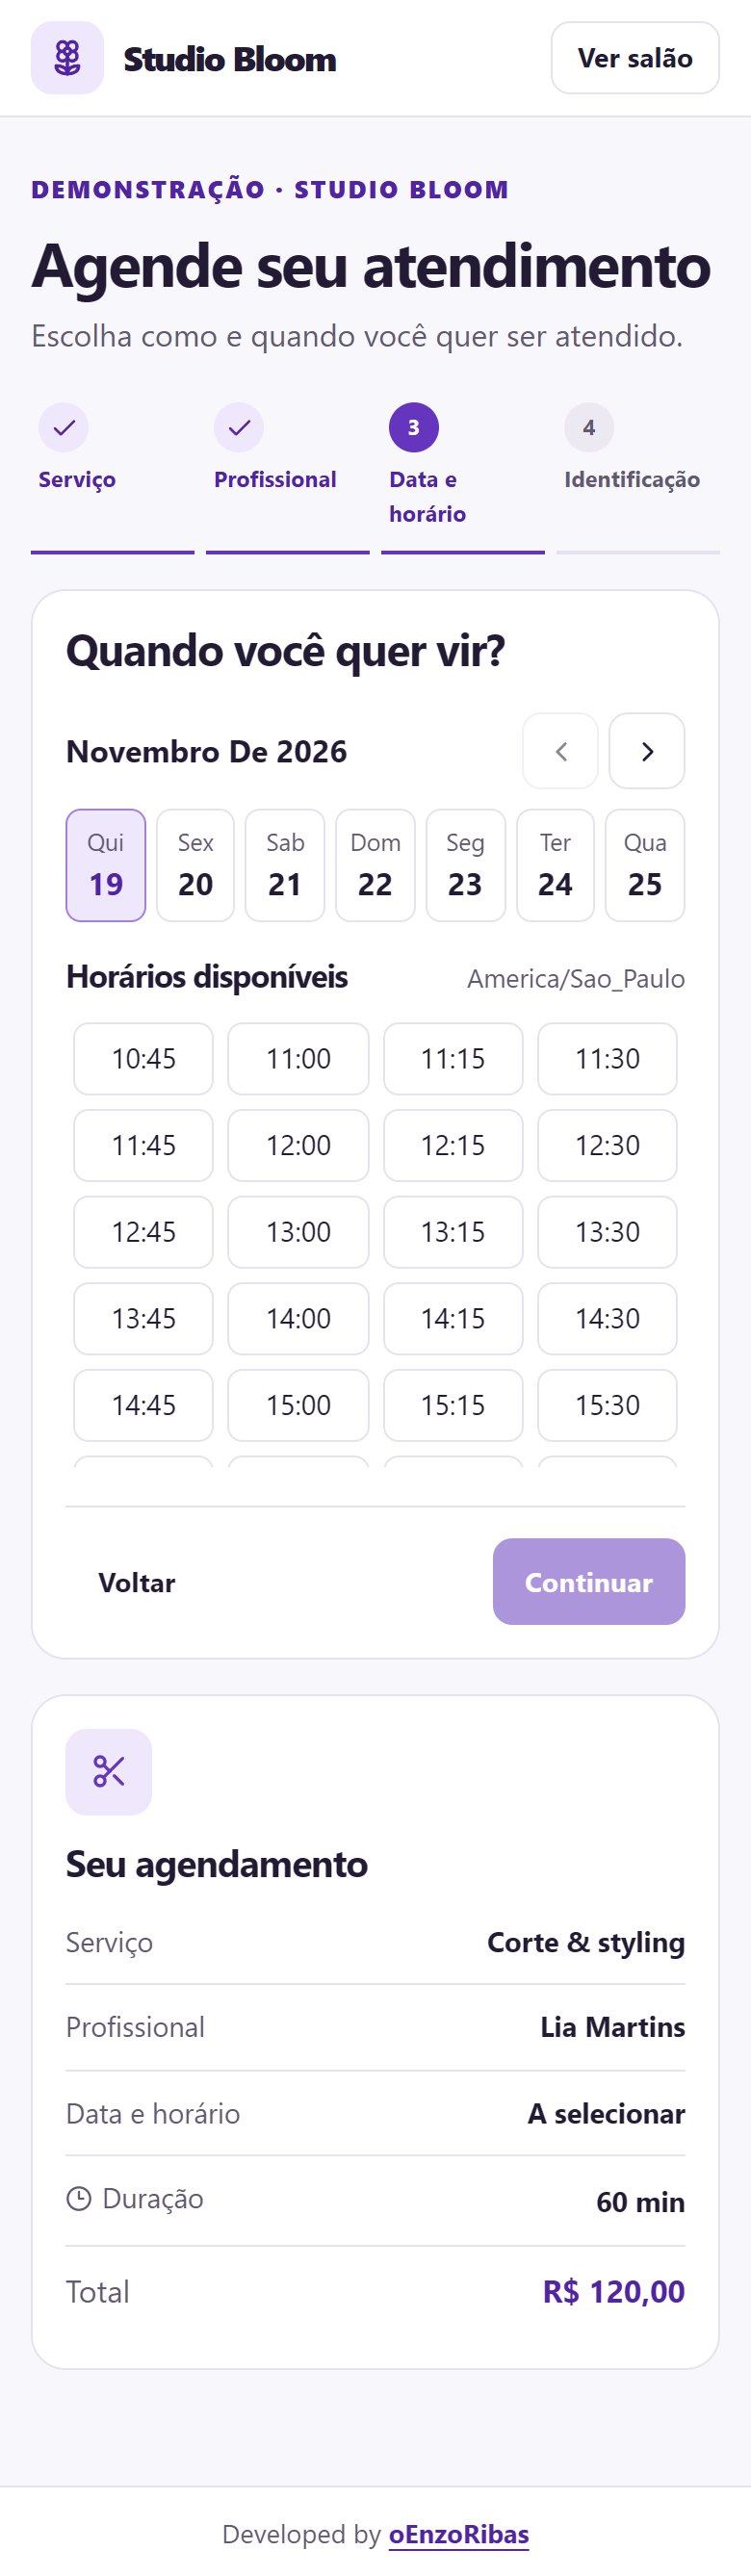 Studio Bloom
Ver salão
DEMONSTRAÇÃO · STUDIO BLOOM
Agende seu atendimento
Escolha como e quando você quer ser atendido.
3 4
Serviço Profissional Data e horário Identificação
Quando você quer vir?
Novembro De 2026
Qui Sex Sab Dom Seg Ter Qua
19 20 21 22 23 24 25
Horários disponíveis America/Sao_Paulo
10:45 11:00 11:15 11:30
11:45 12:00 12:15 12:30
12:45 13:00 13:15 13:30
13:45 14:00 14:15 14:30
14:45 15:00 15:15 15:30
Voltar Continuar
Seu agendamento
Serviço Corte & styling
Profissional Lia Martins
Data e horário A selecionar
Duração 60 min
Total R$ 120,00
Developed by oEnzoRibas